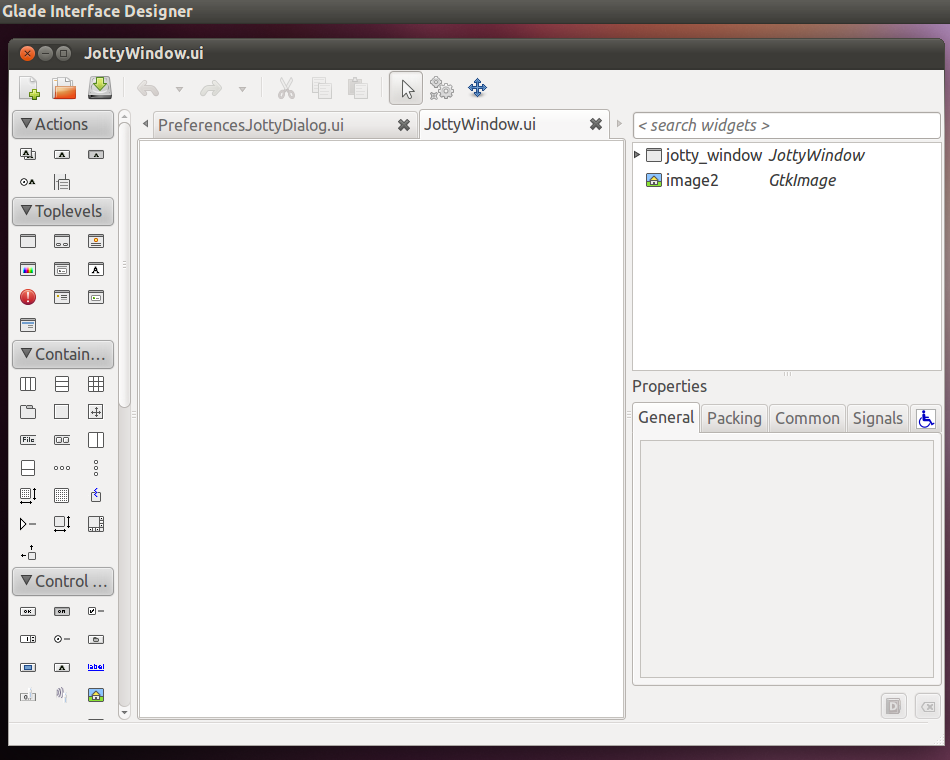 Glade Interface Designer
JottyWindow.ui
Actions
PreferencesJottyDialog.ui
JottyWindow.ui
< search widgets >
jotty_window JottyWindow
image2 GtkImage
Toplevels
Contain...
File
Properties
General Packing Common Signals
Control ...
OK
label
D